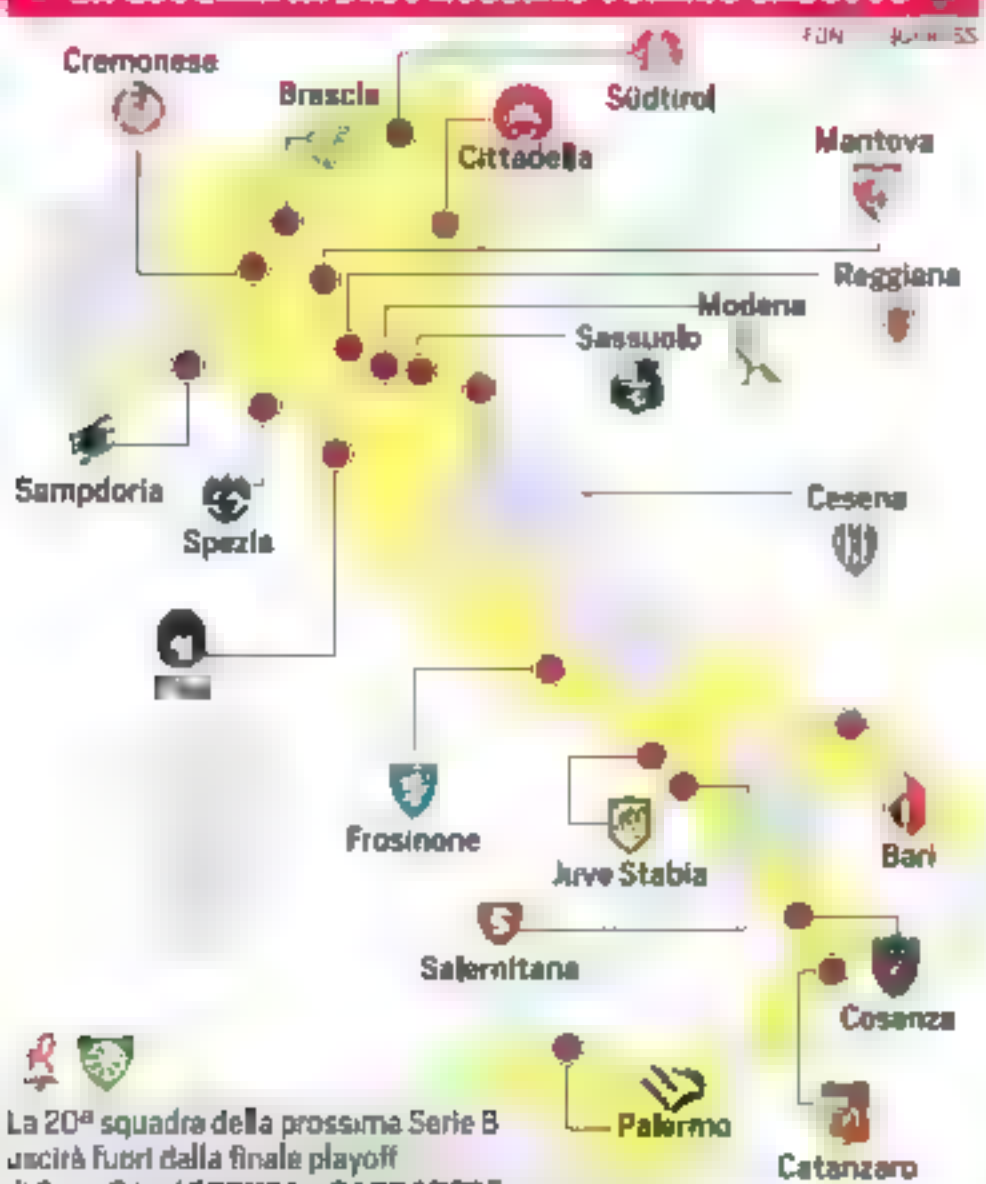 Cremonese
Südtirol
Brescia
Cittadella
Mantova
Reggiana
Modena
Sassuolo
Sampdoria
Cesena
Spezia
Frosinone
Juve Stabia
Bari
Salernitana
Cosenza
Palermo
Catanzaro
La 20ª squadra della prossima Serie B
uscirà fuori dalla finale playoff